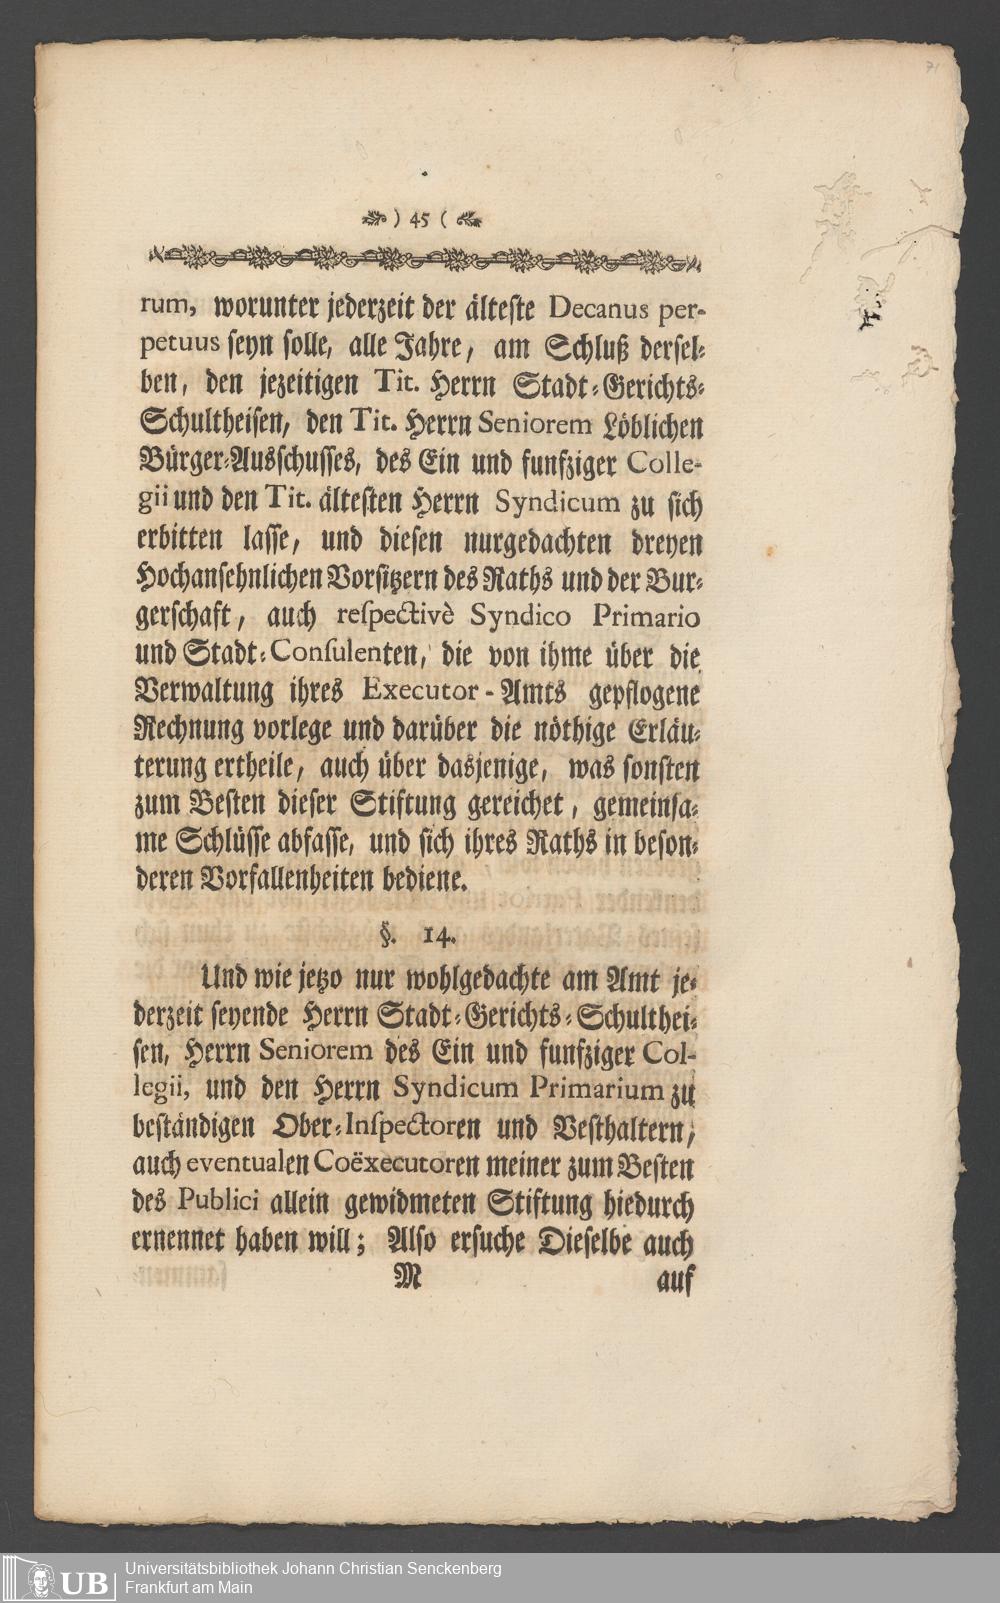 71
) 45 (
rum, worunter jederzeit der älteste Decanus per-
petuus seyn solle, alle Jahre, am Schluß dersel-
ben, den jezeitigen Tit. Herrn Stadt-Gerichts-
Schultheisen, den Tit. Herrn Seniorem Löblichen
Bürger-Ausschusses, des Ein und funfziger Colle-
gii und den Tit. ältesten Herrn Syndicum zu sich
erbitten lasse, und diesen nurgedachten dreyen
Hochansehnlichen Vorsitzern des Raths und der Bur-
gerschaft, auch respectivè Syndico Primario
und Stadt-Consulenten, die von ihme über die
Verwaltung ihres Executor-Amts gepflogene
Rechnung vorlege und darüber die nöthige Erläu-
terung ertheile, auch über dasjenige, was sonsten
zum Besten dieser Stiftung gereichet, gemeinsa-
me Schlüsse abfasse, und sich ihres Raths in beson-
deren Vorfallenheiten bediene.
§. 14.
Und wie jetzo nur wohlgedachte am Amt je-
derzeit seyende Herrn Stadt-Gerichts-Schulthei-
sen, Herrn Seniorem des Ein und funfziger Col-
legii, und den Herrn Syndicum Primarium zu
beständigen Ober-Inspectoren und Vesthaltern,
auch eventualen Coëxecutoren meiner zum Besten
des Publici allein gewidmeten Stiftung hiedurch
ernennet haben will; Also ersuche Dieselbe auch
M auf
UB Universitätsbibliothek Johann Christian Senckenberg
Frankfurt am Main